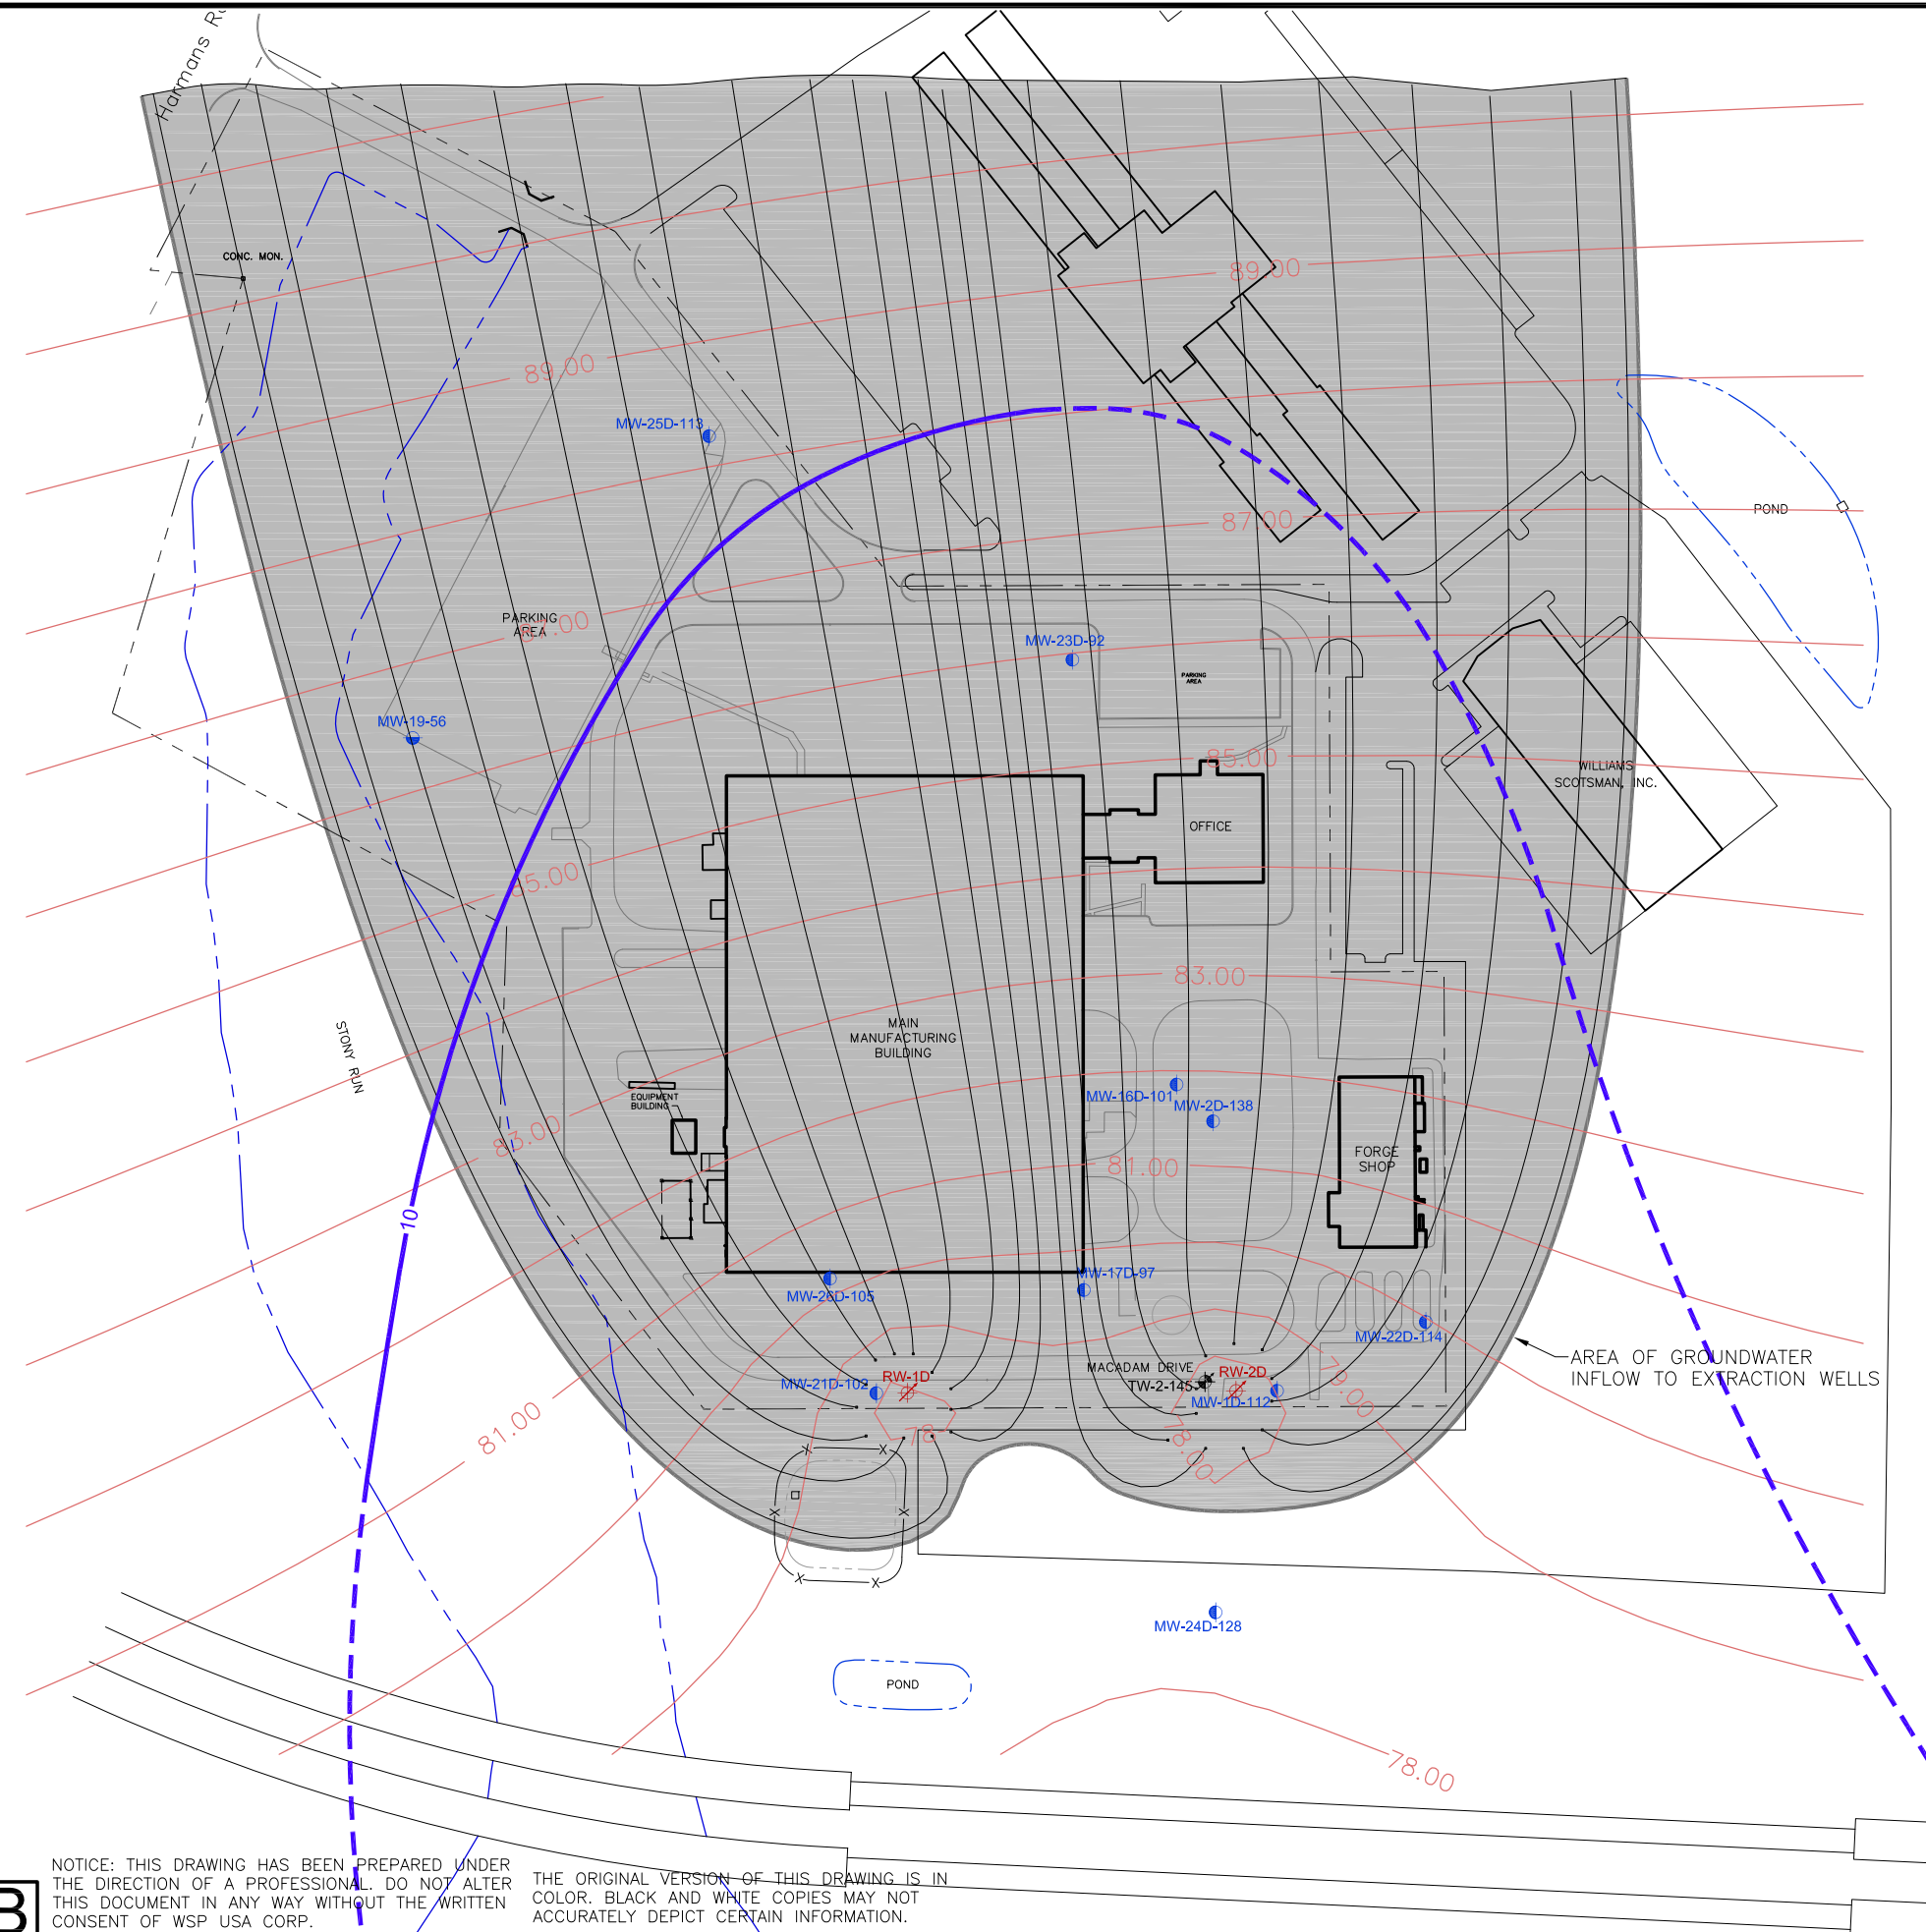 Harmans
CONC. MON.
89.00
89.00
MW-25D-113
POND
87.00
PARKING
AREA
87.00
MW-23D-92
PARKING
AREA
MW-19-56
85.00
WILLIAMS
SCOTSMAN, INC.
OFFICE
85.00
83.00
STONY RUN
MAIN
MANUFACTURING
BUILDING
EQUIPMENT
BUILDING
MW-16D-101
MW-2D-138
83.00
FORGE
SHOP
81.00
10
MW-17D-97
MW-26D-105
MW-22D-114
AREA OF GROUNDWATER
INFLOW TO EXTRACTION WELLS
MACADAM DRIVE
RW-1D
RW-2D
MW-21D-102
TW-2-145
MW-1D-112
79.00
81.00
78
78.00
X X
X X
X X
MW-24D-128
POND
78.00
B
NOTICE: THIS DRAWING HAS BEEN PREPARED UNDER
THE DIRECTION OF A PROFESSIONAL. DO NOT ALTER
THIS DOCUMENT IN ANY WAY WITHOUT THE WRITTEN
CONSENT OF WSP USA CORP.
THE ORIGINAL VERSION OF THIS DRAWING IS IN
COLOR. BLACK AND WHITE COPIES MAY NOT
ACCURATELY DEPICT CERTAIN INFORMATION.